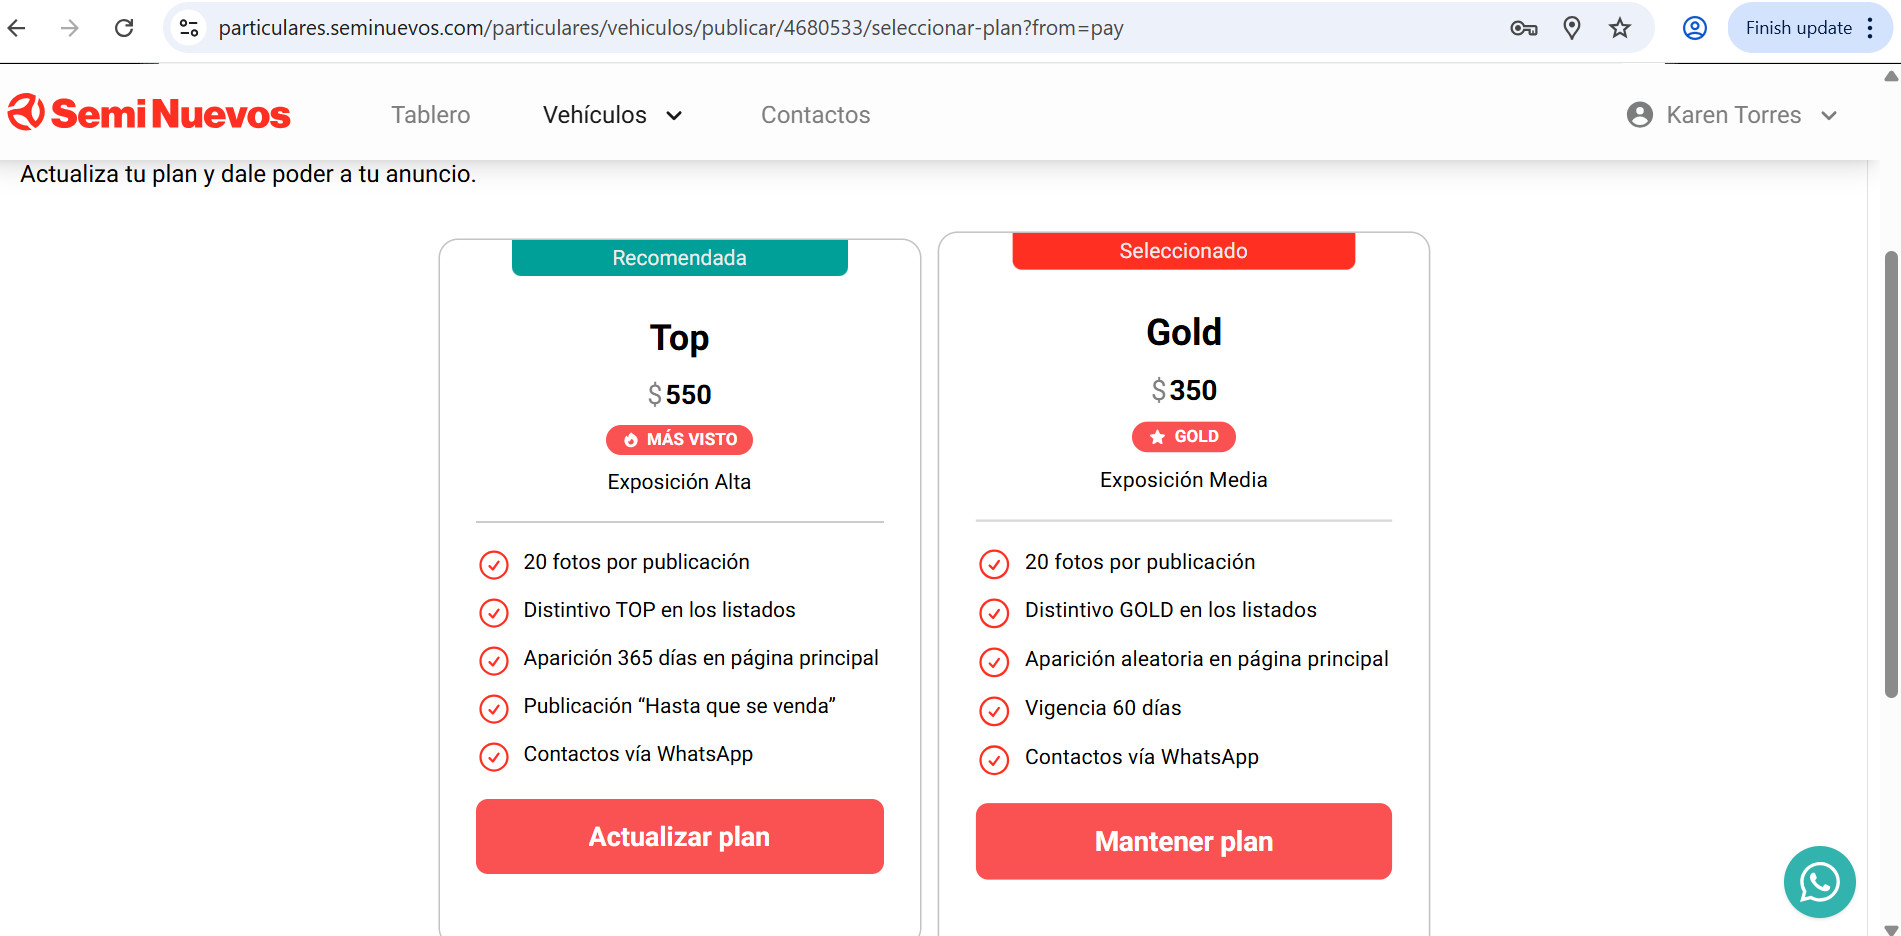 particulares.seminuevos.com/particulares/vehiculos/publicar/4680533/seleccionar-plan?from=pay
Finish update
SemiNuevos
Tablero
Vehículos
Contactos
Karen Torres
Actualiza tu plan y dale poder a tu anuncio.
Recomendada
Top
$550
MÁS VISTO
Exposición Alta
20 fotos por publicación
Distintivo TOP en los listados
Aparición 365 días en página principal
Publicación “Hasta que se venda”
Contactos vía WhatsApp
Actualizar plan
Seleccionado
Gold
$350
GOLD
Exposición Media
20 fotos por publicación
Distintivo GOLD en los listados
Aparición aleatoria en página principal
Vigencia 60 días
Contactos vía WhatsApp
Mantener plan